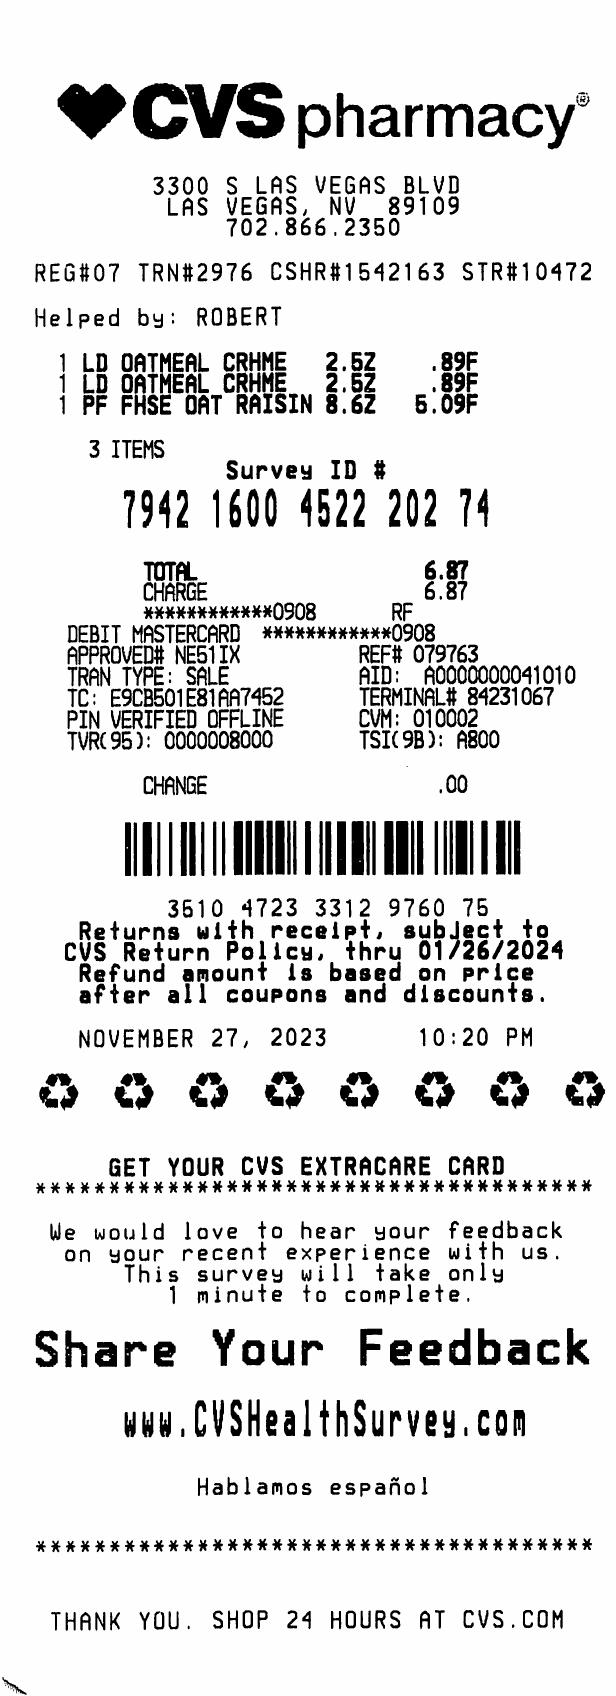 CVS pharmacy®
3300 S LAS VEGAS BLVD
LAS VEGAS, NV 89109
702.866.2350
REG#07 TRN#2976 CSHR#1542163 STR#10472
Helped by: ROBERT
1 LD OATMEAL CRHME 2.5Z .89F
1 LD OATMEAL CRHME 2.5Z .89F
1 PF FHSE OAT RAISIN 8.6Z 5.09F
3 ITEMS
Survey ID #
7942 1600 4522 202 74
TOTAL 6.87
CHARGE 6.87
************0908 RF
DEBIT MASTERCARD ************0908
APPROVED# NE51IX REF# 079763
TRAN TYPE: SALE AID: A0000000041010
TC: E9CB501E81AA7452 TERMINAL# 84231067
PIN VERIFIED OFFLINE CVM: 010002
TVR(95): 0000008000 TSI(9B): A800
CHANGE .00
3510 4723 3312 9760 75
Returns with receipt, subject to
CVS Return Policy, thru 01/26/2024
Refund amount is based on price
after all coupons and discounts.
NOVEMBER 27, 2023 10:20 PM
GET YOUR CVS EXTRACARE CARD
**************************************
We would love to hear your feedback
on your recent experience with us.
This survey will take only
1 minute to complete.
Share Your Feedback
www.CVSHealthSurvey.com
Hablamos español
**************************************
THANK YOU. SHOP 24 HOURS AT CVS.COM